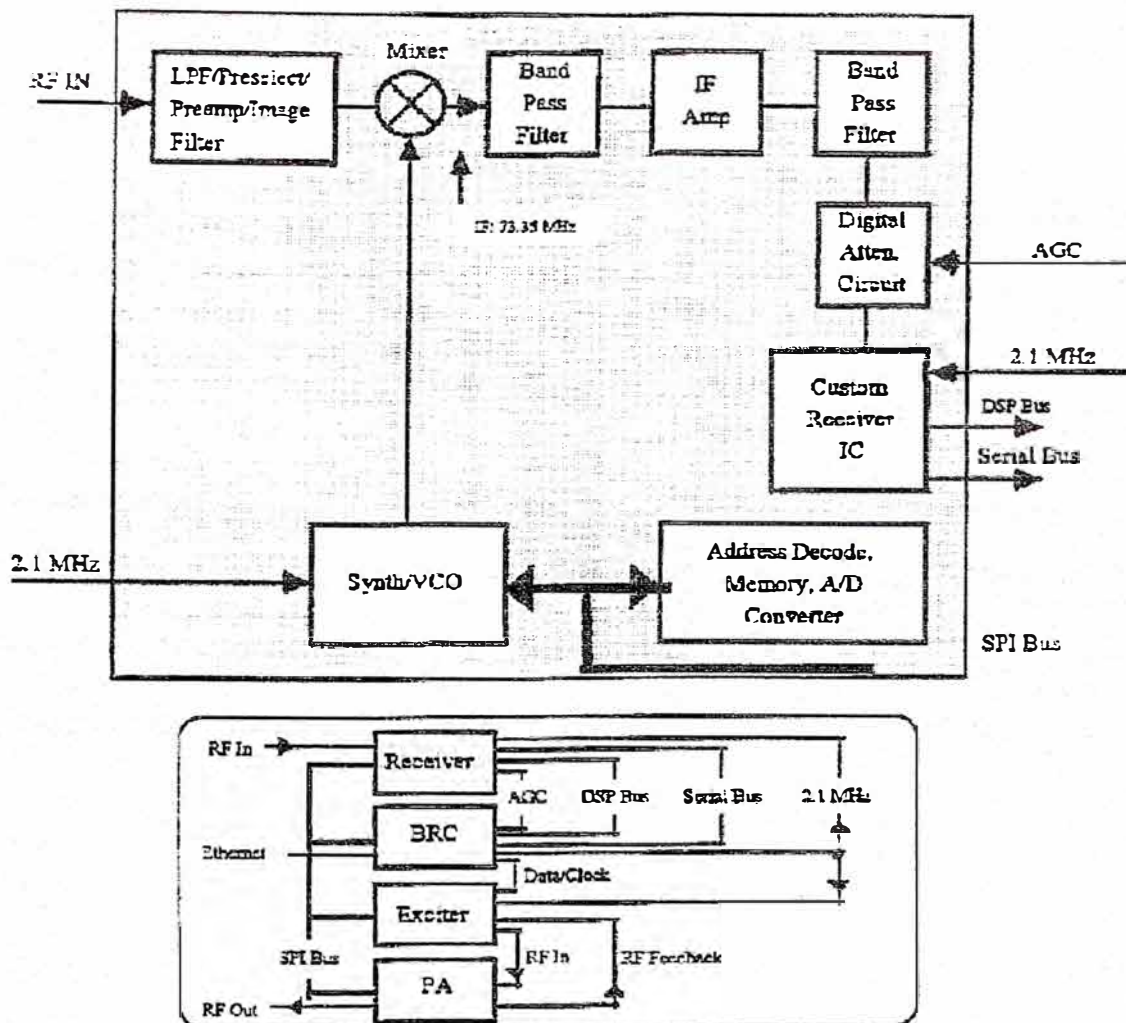 Mixer
RF IN
LPF/Preselect/
Preamp/Image
Filter
Band
Pass
Filter
IF
Amp
Band
Pass
Filter
IF: 73.35 MHz
Digital
Atten.
Circuit
AGC
2.1 MHz
Custom
Receiver
IC
DSP Bus
Serial Bus
2.1 MHz
Synth/VCO
Address Decode,
Memory, A/D
Converter
SPI Bus
RF In
Receiver
AGC
DSP Bus
Serial Bus
2.1 MHz
BRC
Ethernet
Data/Clock
Exciter
SPI Bus
RF In
RF Feedback
PA
RF Out